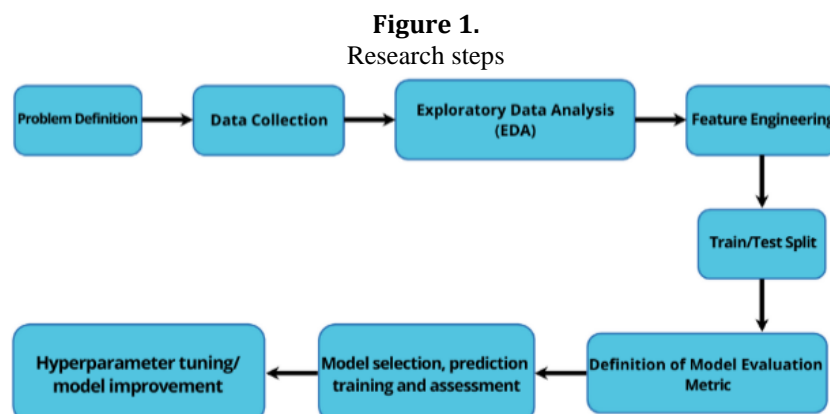 Figure 1.
Research steps
Problem Definition
Data Collection
Exploratory Data Analysis
(EDA)
Feature Engineering
Train/Test Split
Definition of Model Evaluation
Metric
Model selection, prediction
training and assessment
Hyperparameter tuning/
model improvement